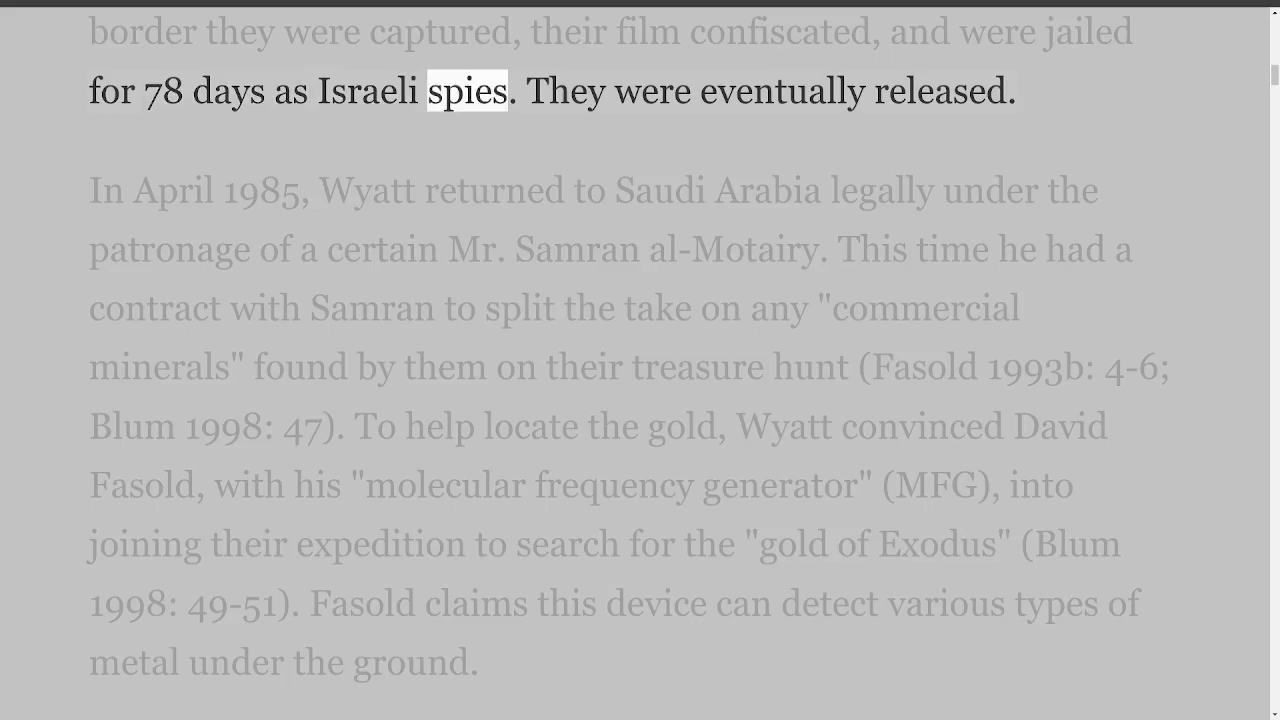 border they were captured, their film confiscated, and were jailed
for 78 days as Israeli spies. They were eventually released.
In April 1985, Wyatt returned to Saudi Arabia legally under the
patronage of a certain Mr. Samran al-Motairy. This time he had a
contract with Samran to split the take on any "commercial
minerals" found by them on their treasure hunt (Fasold 1993b: 4-6;
Blum 1998: 47). To help locate the gold, Wyatt convinced David
Fasold, with his "molecular frequency generator" (MFG), into
joining their expedition to search for the "gold of Exodus" (Blum
1998: 49-51). Fasold claims this device can detect various types of
metal under the ground.